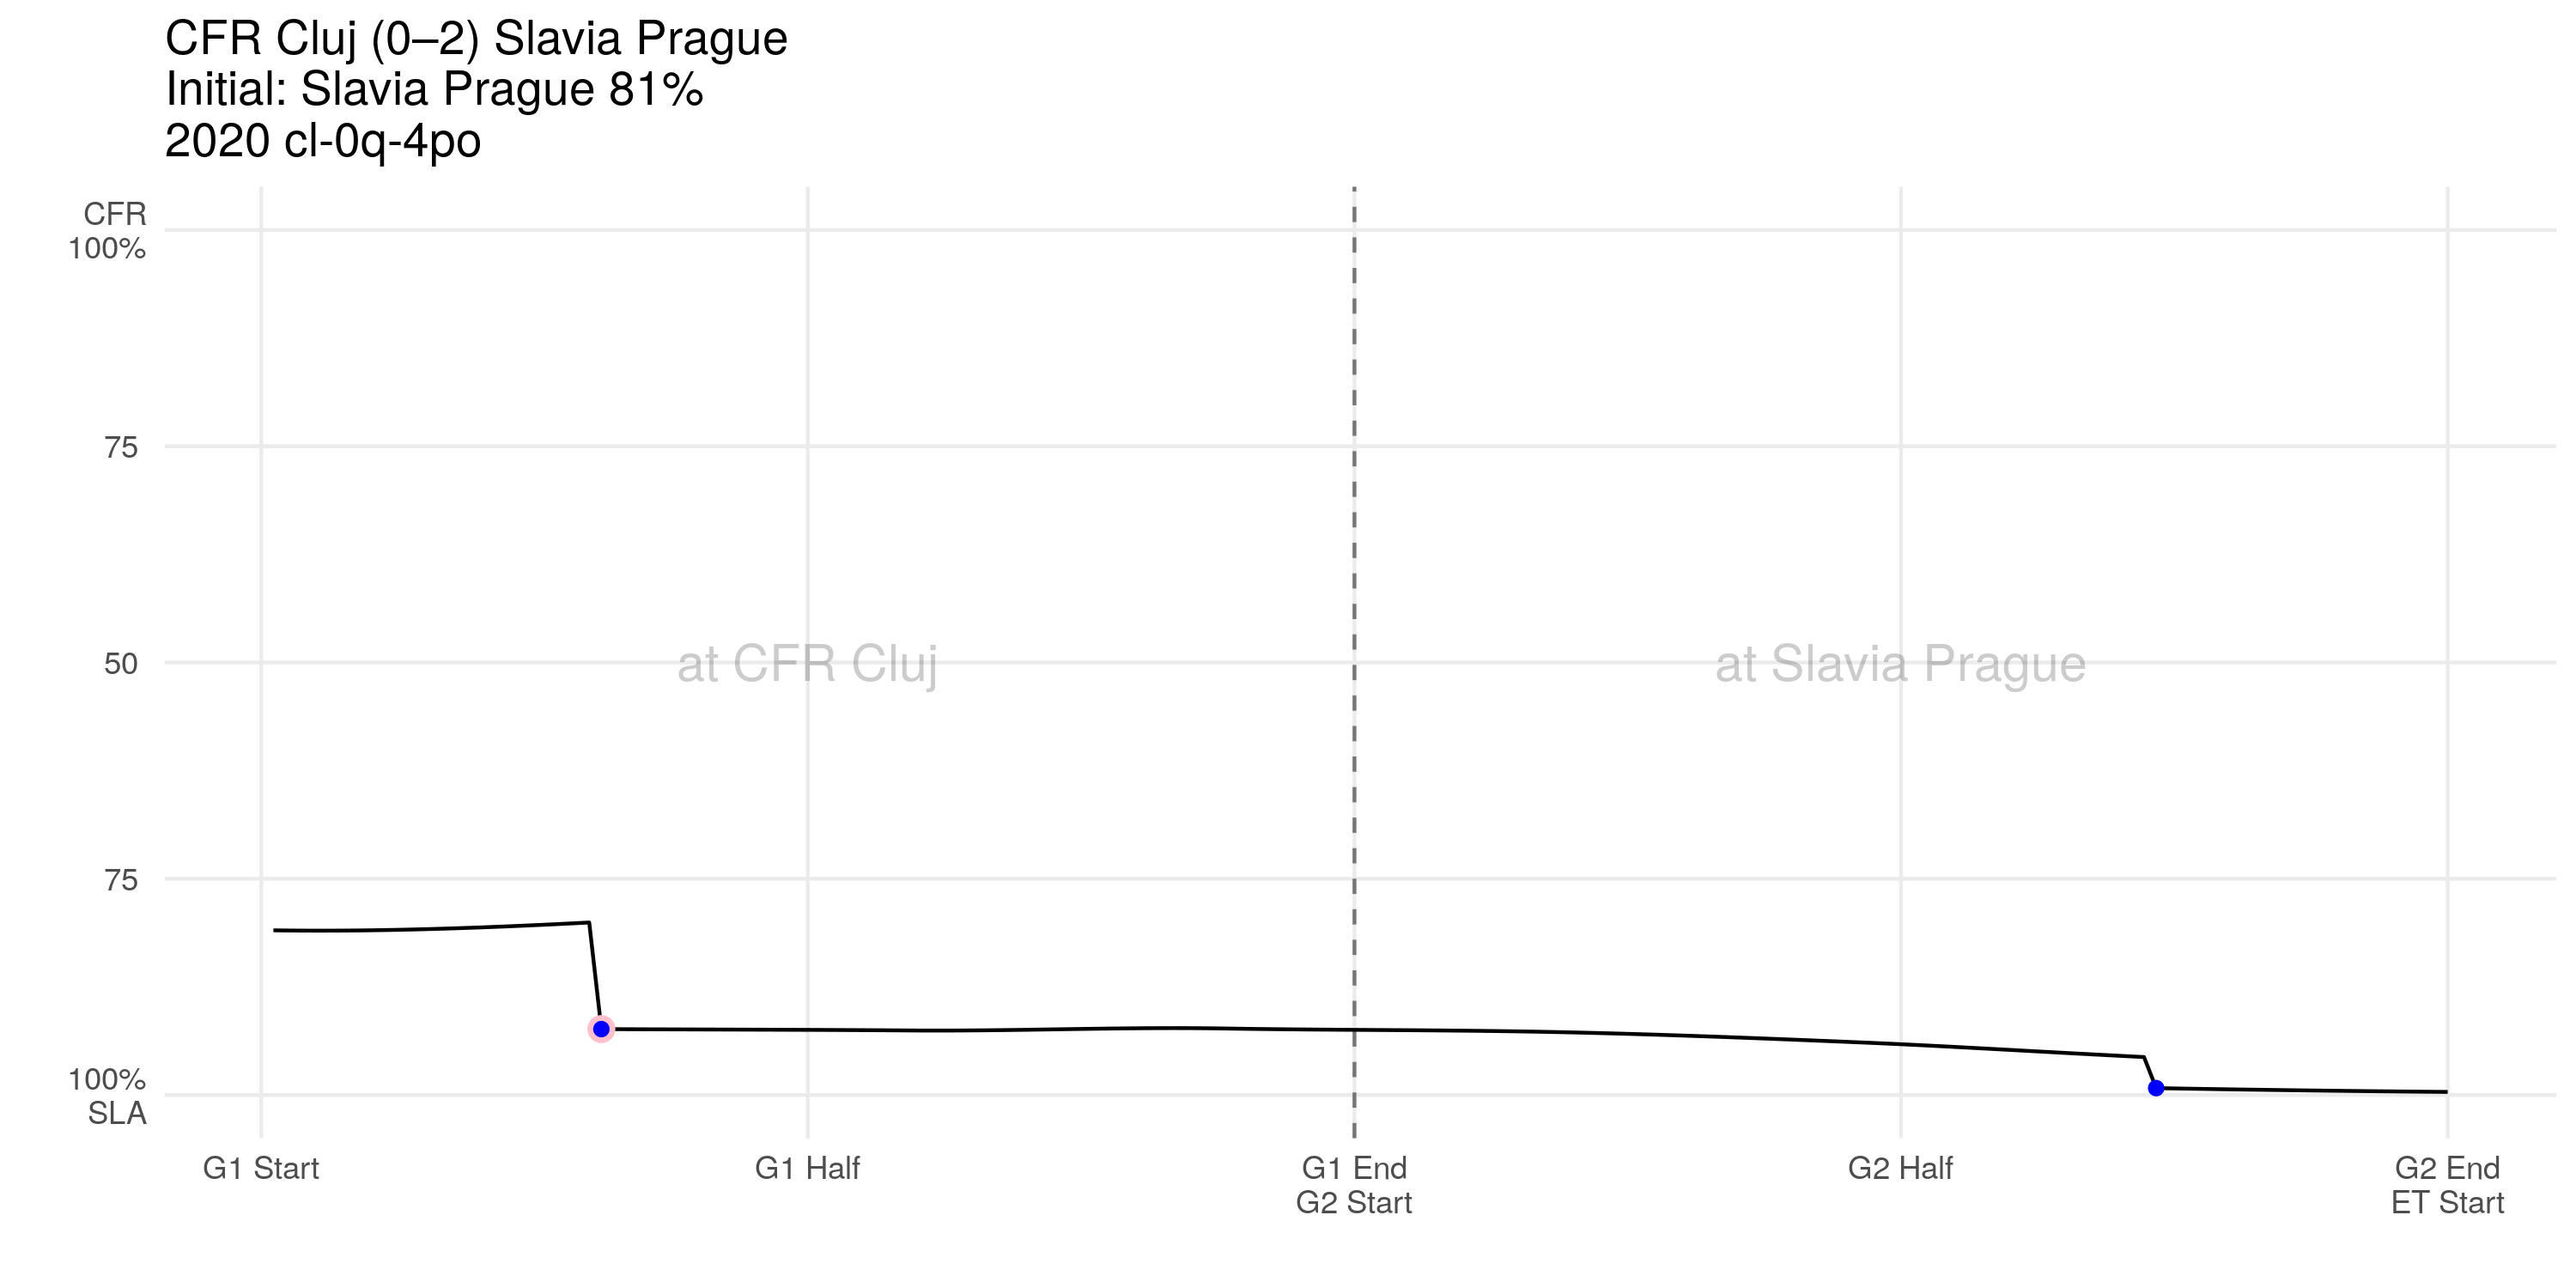 CFR Cluj (0–2) Slavia Prague
Initial: Slavia Prague 81%
2020 cl-0q-4po
CFR
100%
75
50
75
100%
SLA
at CFR Cluj
at Slavia Prague
G1 Start
G1 Half
G1 End
G2 Start
G2 Half
G2 End
ET Start